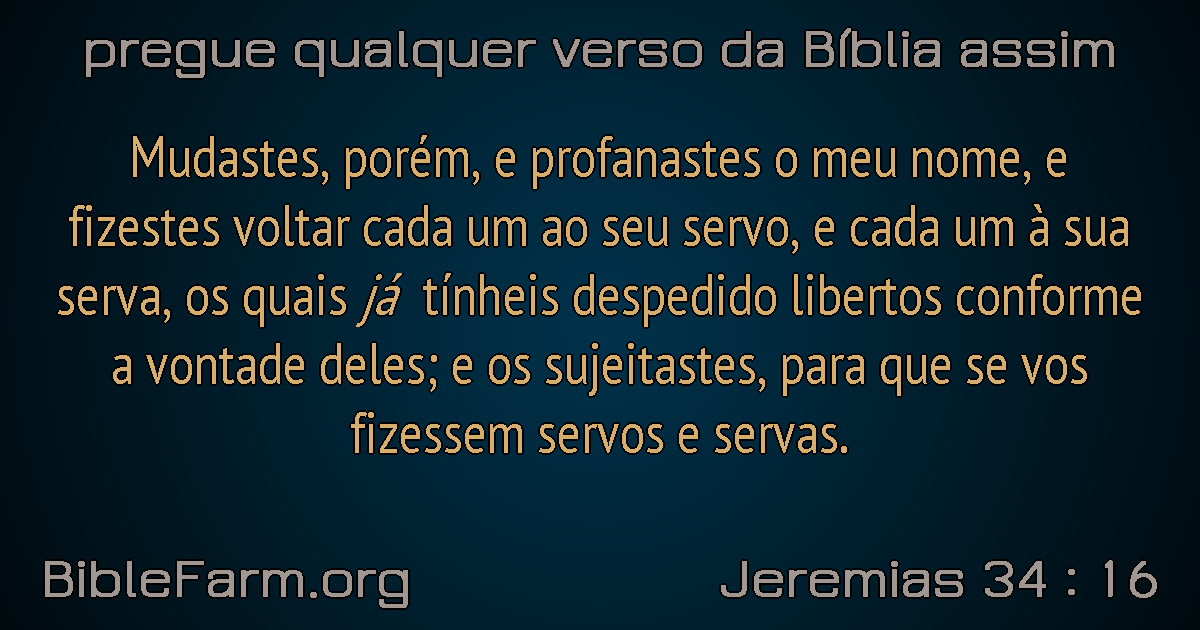 pregue qualquer verso da Bíblia assim
Mudastes, porém, e profanastes o meu nome, e
fizestes voltar cada um ao seu servo, e cada um à sua
serva, os quais já tínheis despedido libertos conforme
a vontade deles; e os sujeitastes, para que se vos
fizessem servos e servas.
BibleFarm.org
Jeremias 34 : 16